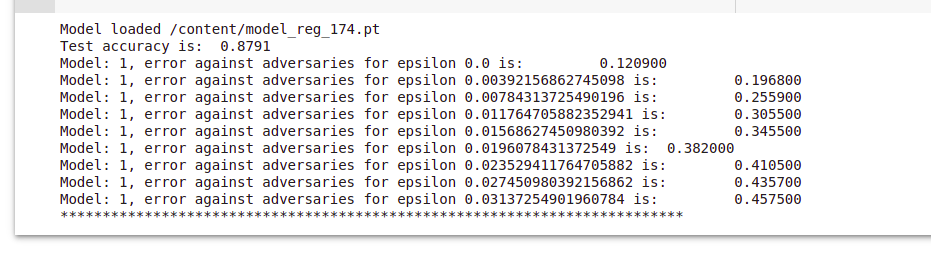 Model loaded /content/model_reg_174.pt
Test accuracy is:  0.8791
Model: 1, error against adversaries for epsilon 0.0 is:         0.120900
Model: 1, error against adversaries for epsilon 0.00392156862745098 is:         0.196800
Model: 1, error against adversaries for epsilon 0.00784313725490196 is:         0.255900
Model: 1, error against adversaries for epsilon 0.011764705882352941 is:        0.305500
Model: 1, error against adversaries for epsilon 0.01568627450980392 is:         0.345500
Model: 1, error against adversaries for epsilon 0.0196078431372549 is:  0.382000
Model: 1, error against adversaries for epsilon 0.023529411764705882 is:        0.410500
Model: 1, error against adversaries for epsilon 0.027450980392156862 is:        0.435700
Model: 1, error against adversaries for epsilon 0.03137254901960784 is:         0.457500
**************************************************************************